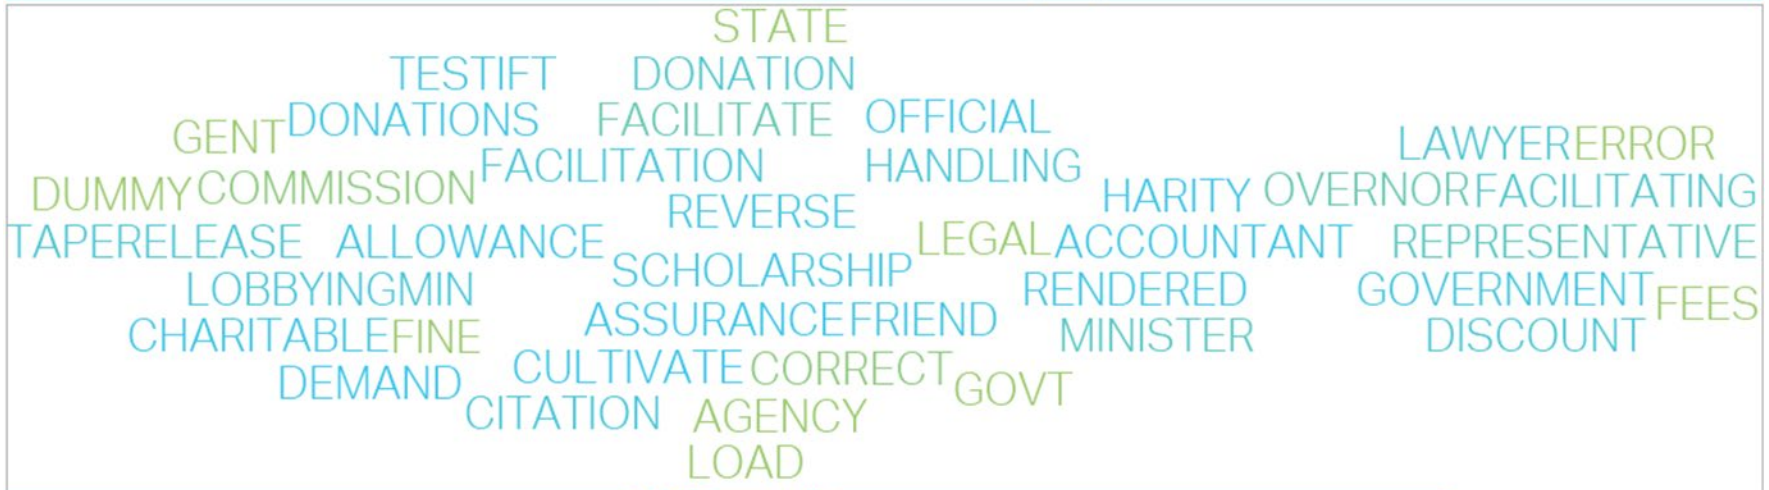 STATE
TESTIFT DONATION
GENT DONATIONS FACILITATE OFFICIAL
LAWYER ERROR
DUMMY COMMISSION FACILITATION HANDLING
HARITY OVERNOR FACILITATING
REVERSE
TAPERELEASE ALLOWANCE LEGAL ACCOUNTANT REPRESENTATIVE
SCHOLARSHIP
LOBBYINGMIN RENDERED GOVERNMENT FEES
ASSURANCE FRIEND
CHARITABLE FINE MINISTER DISCOUNT
CULTIVATE CORRECT
DEMAND GOVT
CITATION AGENCY
LOAD